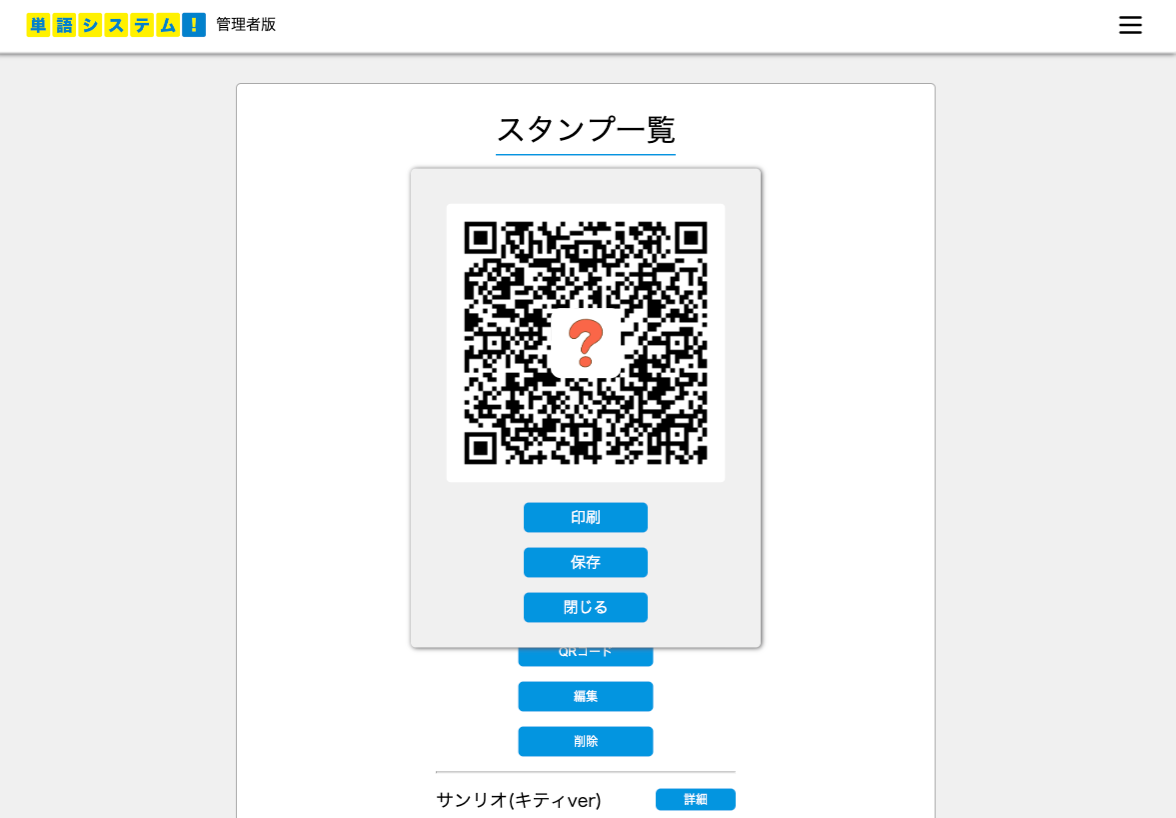 単語システム! 管理者版
スタンプ一覧
?
印刷
保存
閉じる
QRコード
編集
削除
サンリオ(キティver) 詳細